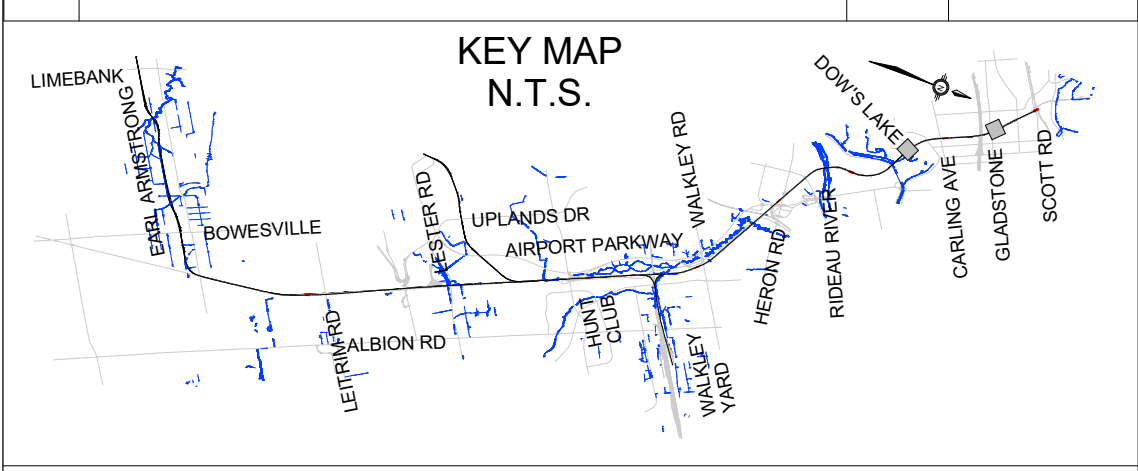 KEY MAP
N.T.S.
LIMEBANK
EARL ARMSTRONG
BOWESVILLE
LESTER RD
UPLANDS DR
AIRPORT PARKWAY
WALKLEY RD
DOW'S LAKE
N
HERON RD
RIDEAU RIVER
CARLING AVE
GLADSTONE
SCOTT RD
LEITRIM RD
ALBION RD
HUNT
CLUB
WALKLEY
YARD